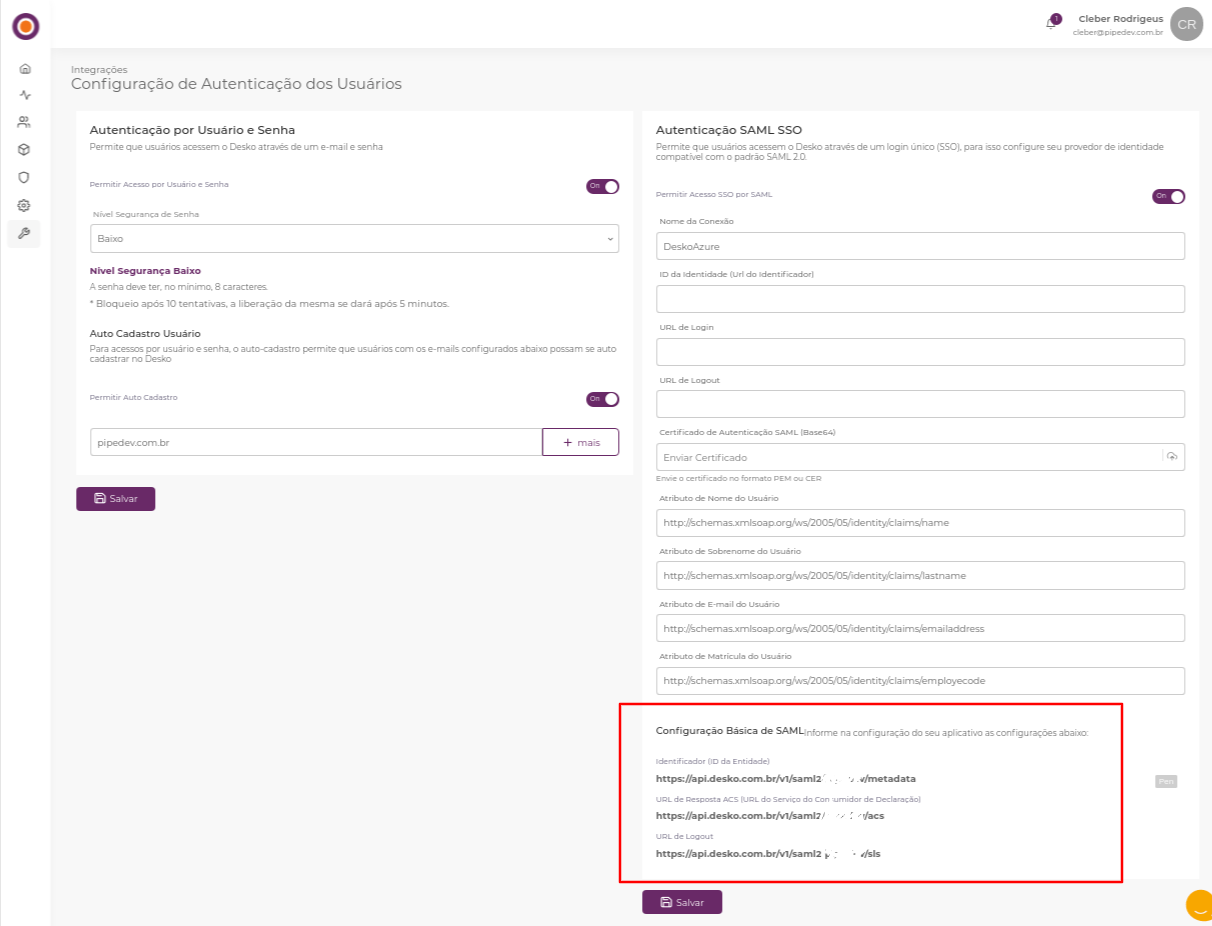 1
Cleber Rodrigeus
cleber@pipedev.com.br
CR
Integrações
Configuração de Autenticação dos Usuários
Autenticação por Usuário e Senha
Permite que usuários acessem o Desko através de um e-mail e senha
Permitir Acesso por Usuário e Senha
On
Nível Segurança de Senha
Baixo
Nivel Segurança Baixo
A senha deve ter, no mínimo, 8 caracteres.
* Bloqueio após 10 tentativas, a liberação da mesma se dará após 5 minutos.
Auto Cadastro Usuário
Para acessos por usuário e senha, o auto-cadastro permite que usuários com os e-mails configurados abaixo possam se auto
cadastrar no Desko
Permitir Auto Cadastro
On
pipedev.com.br
+ mais
Salvar
Autenticação SAML SSO
Permite que usuários acessem o Desko através de um login único (SSO), para isso configure seu provedor de identidade
compatível com o padrão SAML 2.0.
Permitir Acesso SSO por SAML
On
Nome da Conexão
DeskoAzure
ID da Identidade (Url do Identificador)
URL de Login
URL de Logout
Certificado de Autenticação SAML (Base64)
Enviar Certificado
Envie o certificado no formato PEM ou CER
Atributo de Nome do Usuário
http://schemas.xmlsoap.org/ws/2005/05/identity/claims/name
Atributo de Sobrenome do Usuário
http://schemas.xmlsoap.org/ws/2005/05/identity/claims/lastname
Atributo de E-mail do Usuário
http://schemas.xmlsoap.org/ws/2005/05/identity/claims/emailaddress
Atributo de Matrícula do Usuário
http://schemas.xmlsoap.org/ws/2005/05/identity/claims/employecode
Configuração Básica de SAML Informe na configuração do seu aplicativo as configurações abaixo:
Identificador (ID da Entidade)
https://api.desko.com.br/v1/saml2/ /metadata
Pen
URL de Resposta ACS (URL do Serviço do Consumidor de Declaração)
https://api.desko.com.br/v1/saml2/ /acs
URL de Logout
https://api.desko.com.br/v1/saml2 /sls
Salvar